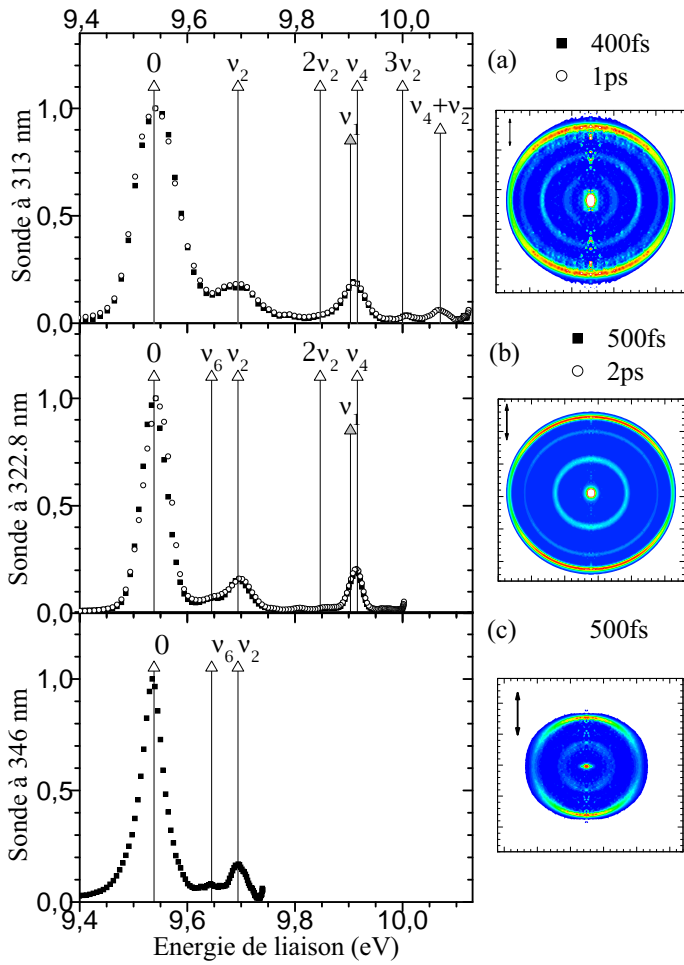 9,4 9,6 9,8 10,0
0 ν2 2ν2 ν4 3ν2
ν1 ν4+ν2
1,0
0,5
0,0
Sonde à 313 nm
(a)
400fs
1ps
0 ν6 ν2 2ν2 ν4
ν1
1,0
0,5
0,0
Sonde à 322.8 nm
(b)
500fs
2ps
0 ν6 ν2
1,0
0,5
0,0
Sonde à 346 nm
(c) 500fs
9,4 9,6 9,8 10,0
Energie de liaison (eV)